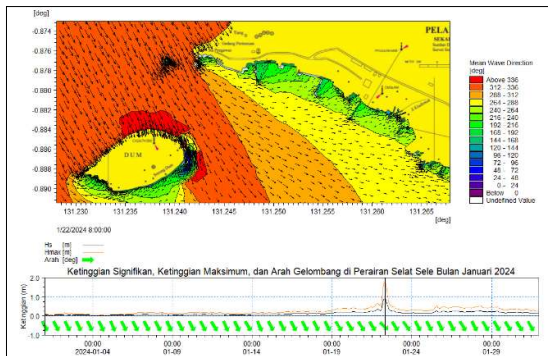 [deg]
-0.874
-0.876
-0.878
-0.880
-0.882
-0.884
-0.886
-0.888
-0.890
PELA
SEKA
DUM
131.230 131.235 131.240 131.245 131.250 131.255 131.260 131.265
[deg]
1/22/2024 8:00:00
Mean Wave Direction
[deg]
Above 336
312 - 336
288 - 312
264 - 288
240 - 264
216 - 240
192 - 216
168 - 192
144 - 168
120 - 144
96 - 120
72 - 96
48 - 72
24 - 48
0 - 24
Below 0
Undefined Value
Hs [m]
Hmax [m]
Arah [deg]
Ketinggian Signifikan, Ketinggian Maksimum, dan Arah Gelombang di Perairan Selat Sele Bulan Januari 2024
Ketinggian (m)
2.0
1.0
0.0
-1.0
00:00 00:00 00:00 00:00 00:00 00:00
2024-01-04 01-09 01-14 01-19 01-24 01-29